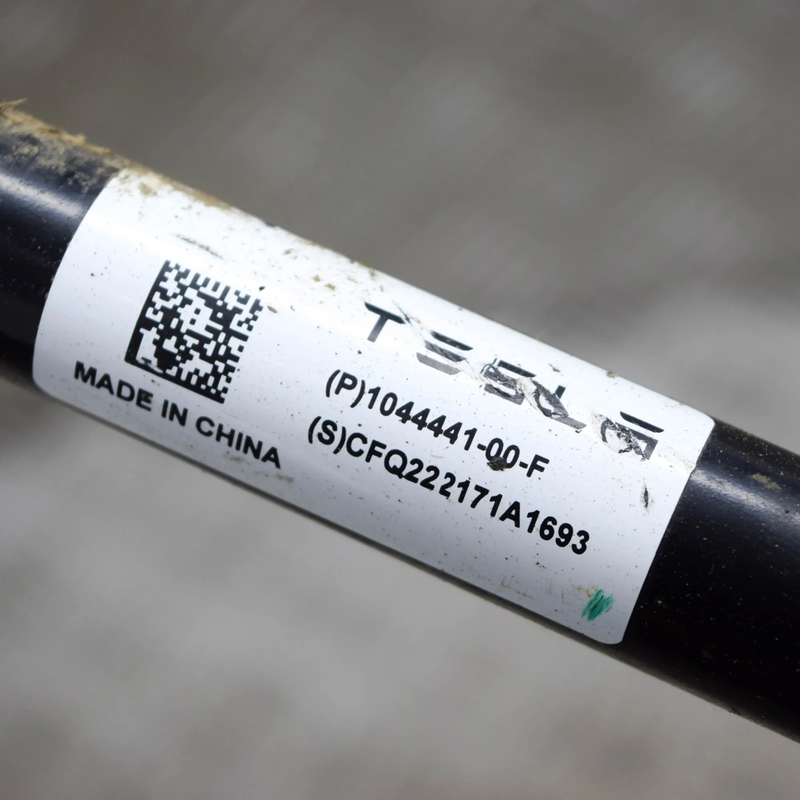 TESLA
(P)1044441-00-F
(S)CFQ222171A1693
MADE IN CHINA